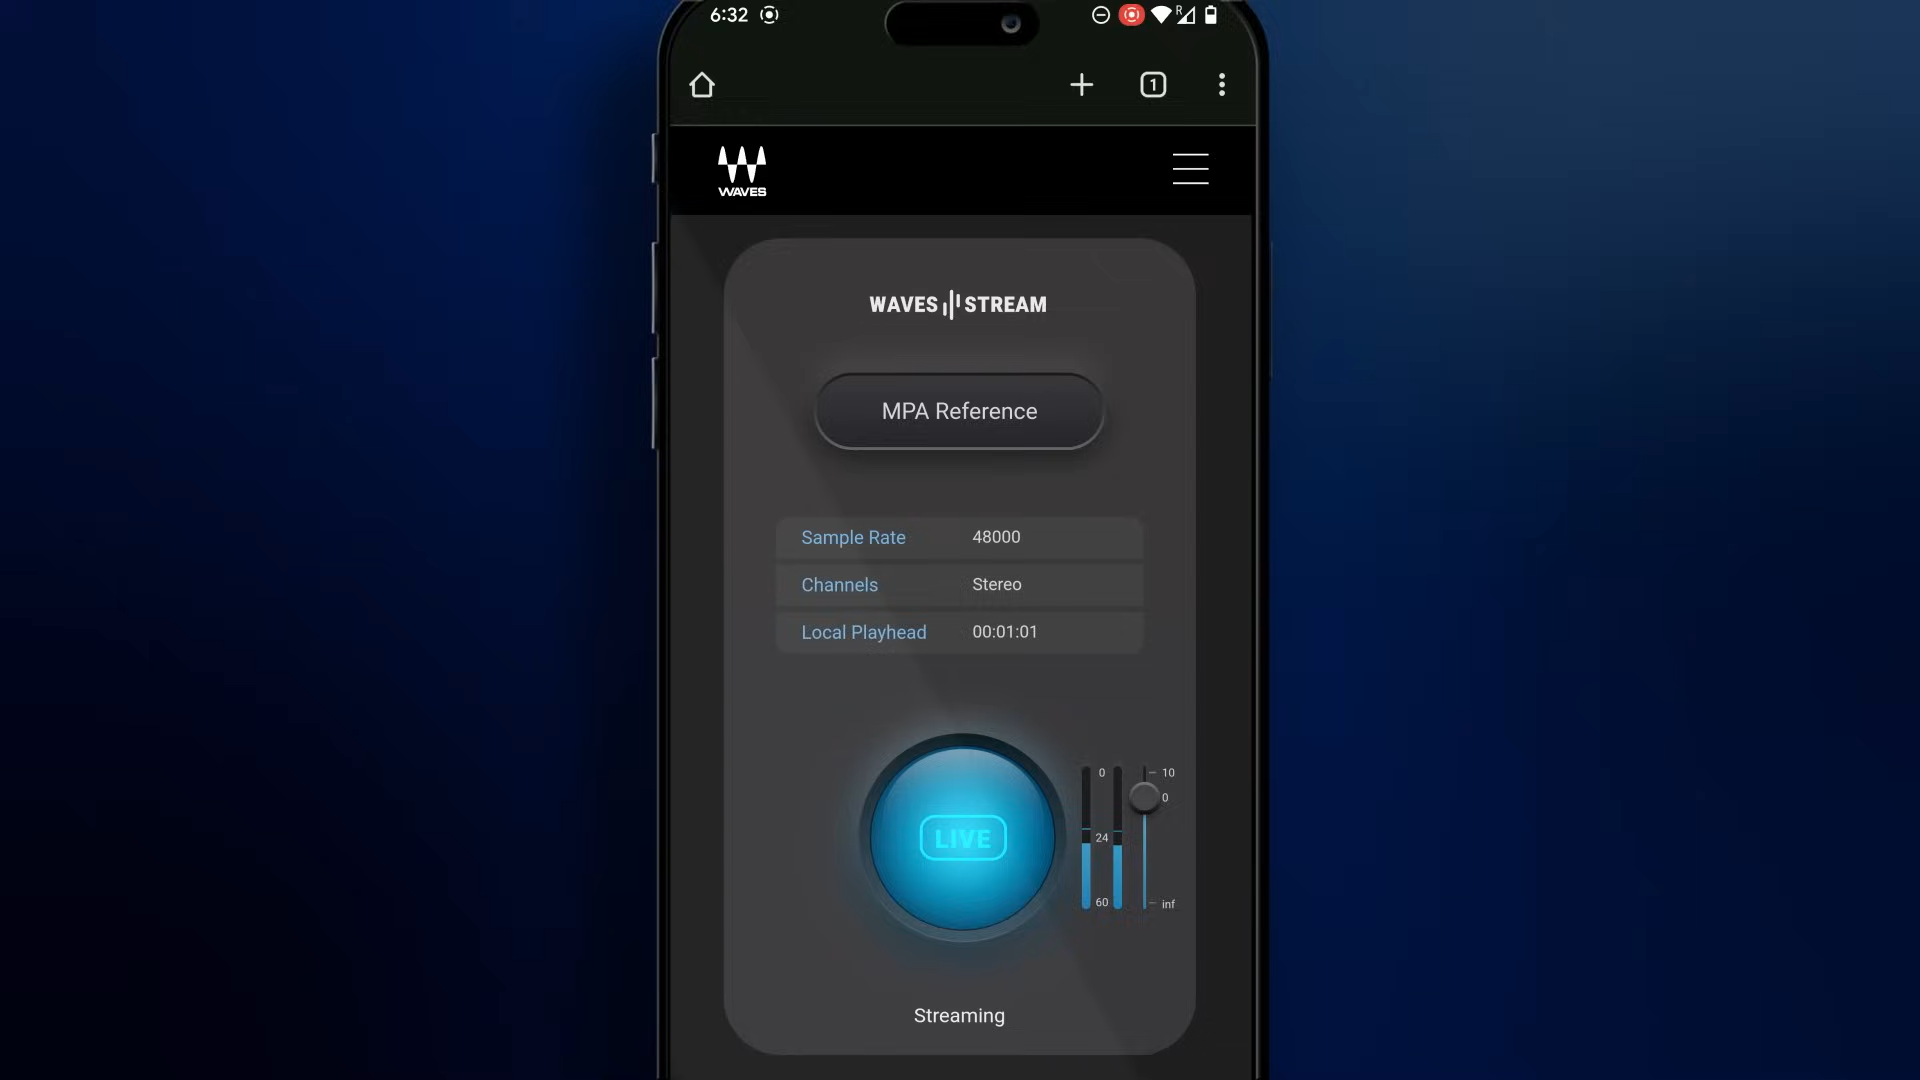 6:32
R
1
WAVES
WAVES STREAM
MPA Reference
Sample Rate 48000
Channels Stereo
Local Playhead 00:01:01
LIVE
0
24
60
10
0
inf
Streaming